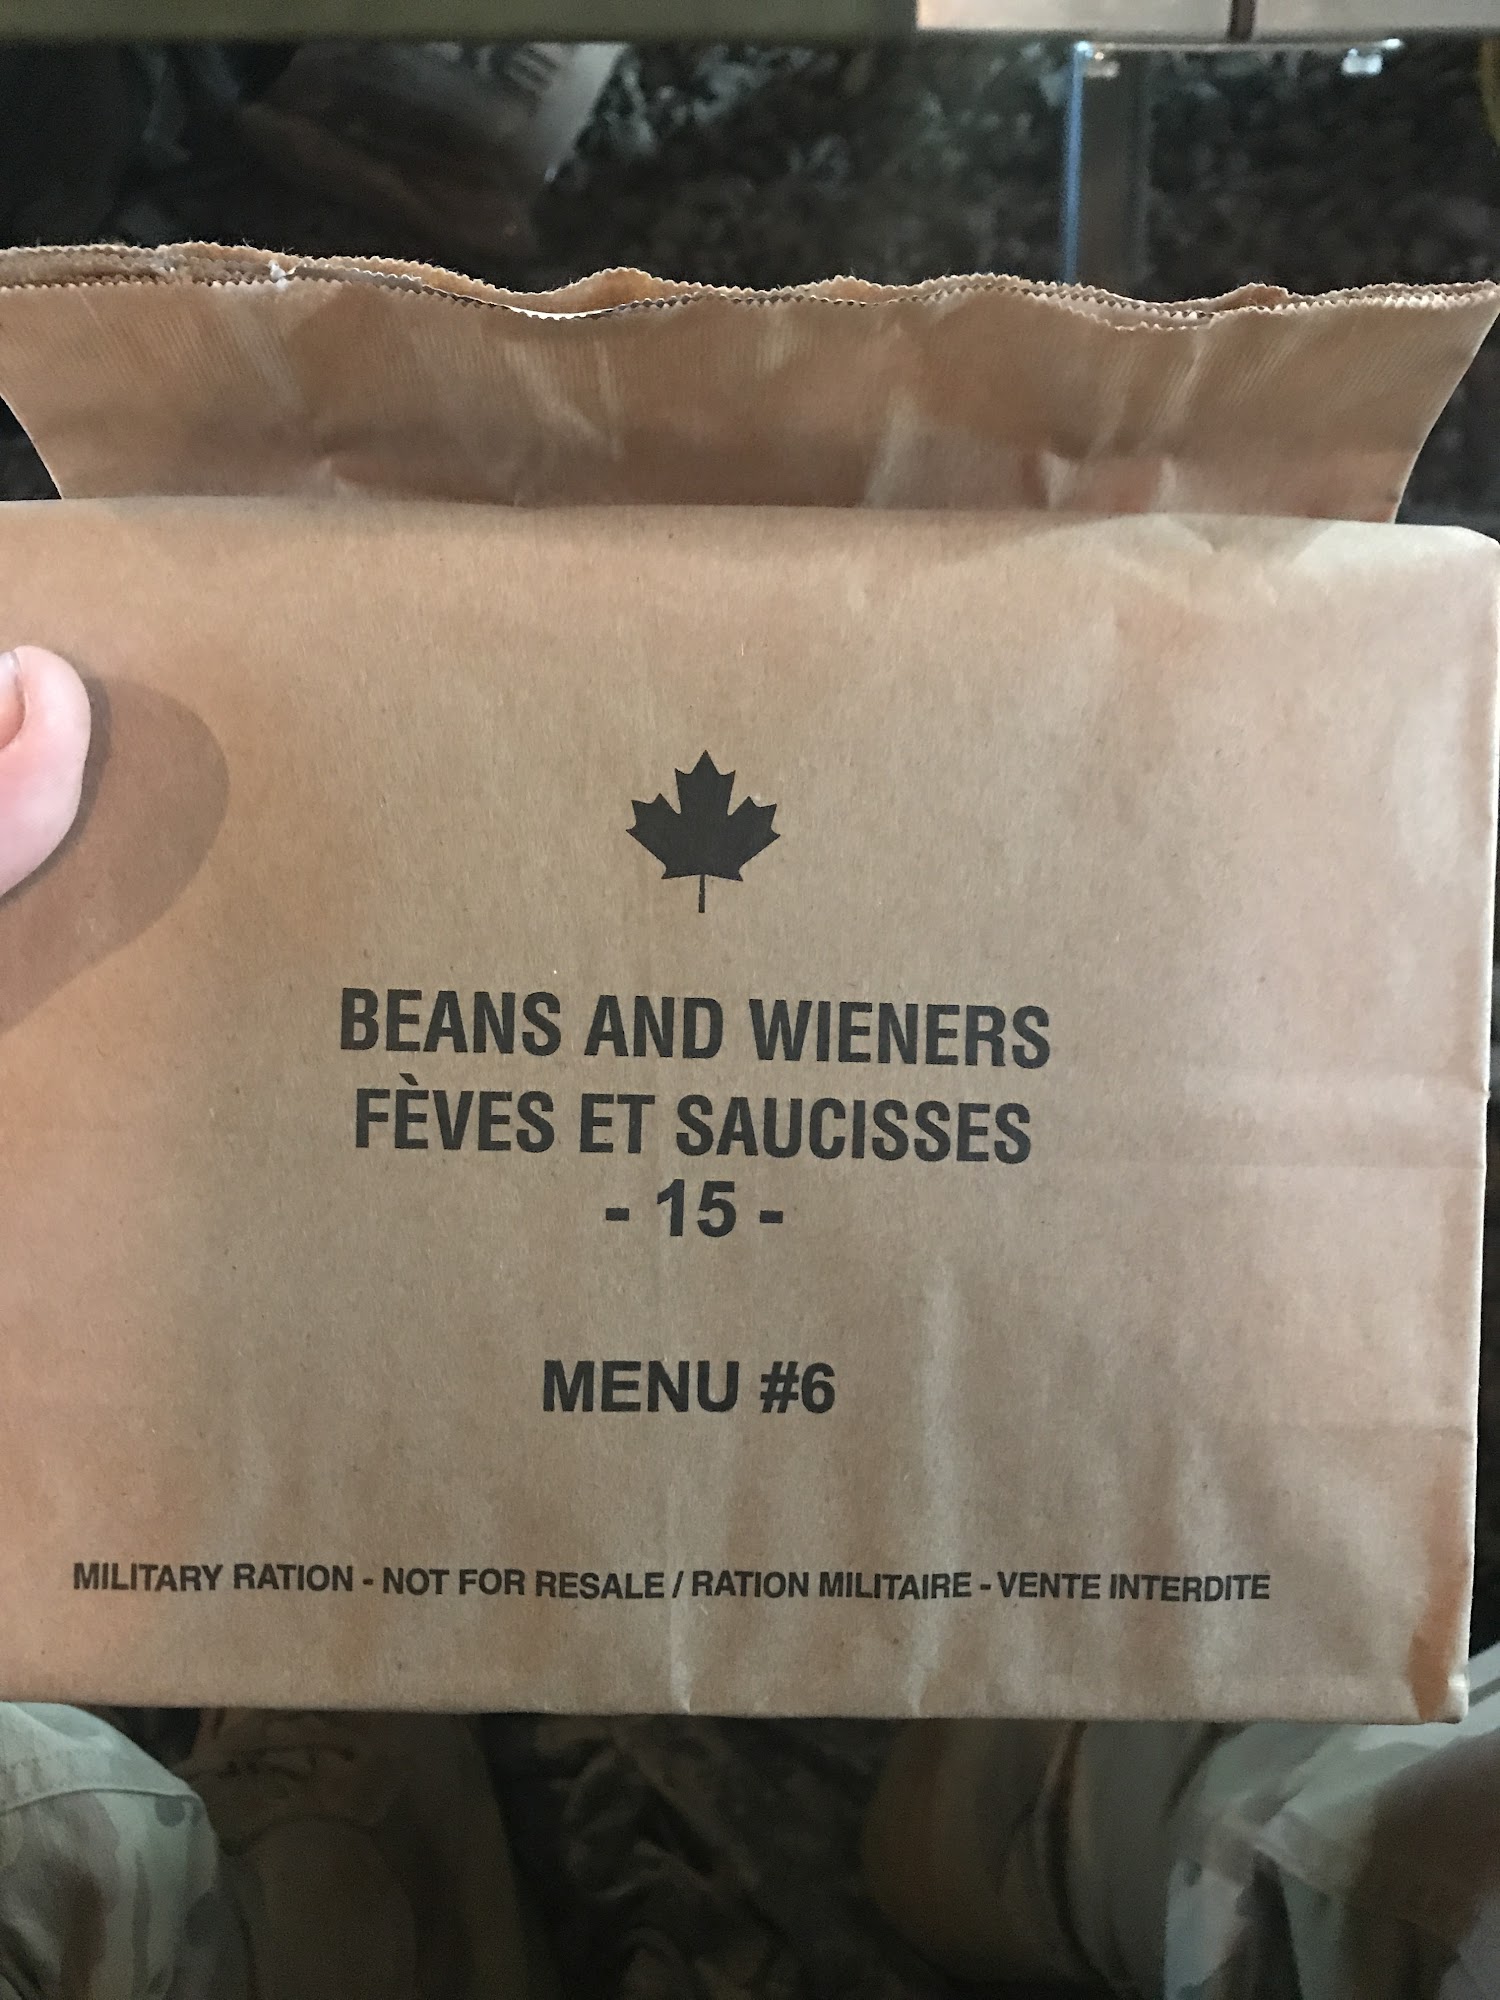 BEANS AND WIENERS
FÈVES ET SAUCISSES
- 15 -
MENU #6
MILITARY RATION - NOT FOR RESALE / RATION MILITAIRE - VENTE INTERDITE